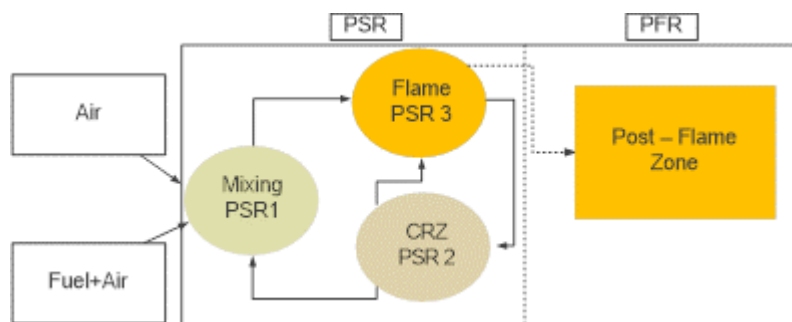 PSR
PFR
Air
Flame
PSR 3
Post – Flame
Zone
Mixing
PSR1
CRZ
PSR 2
Fuel+Air